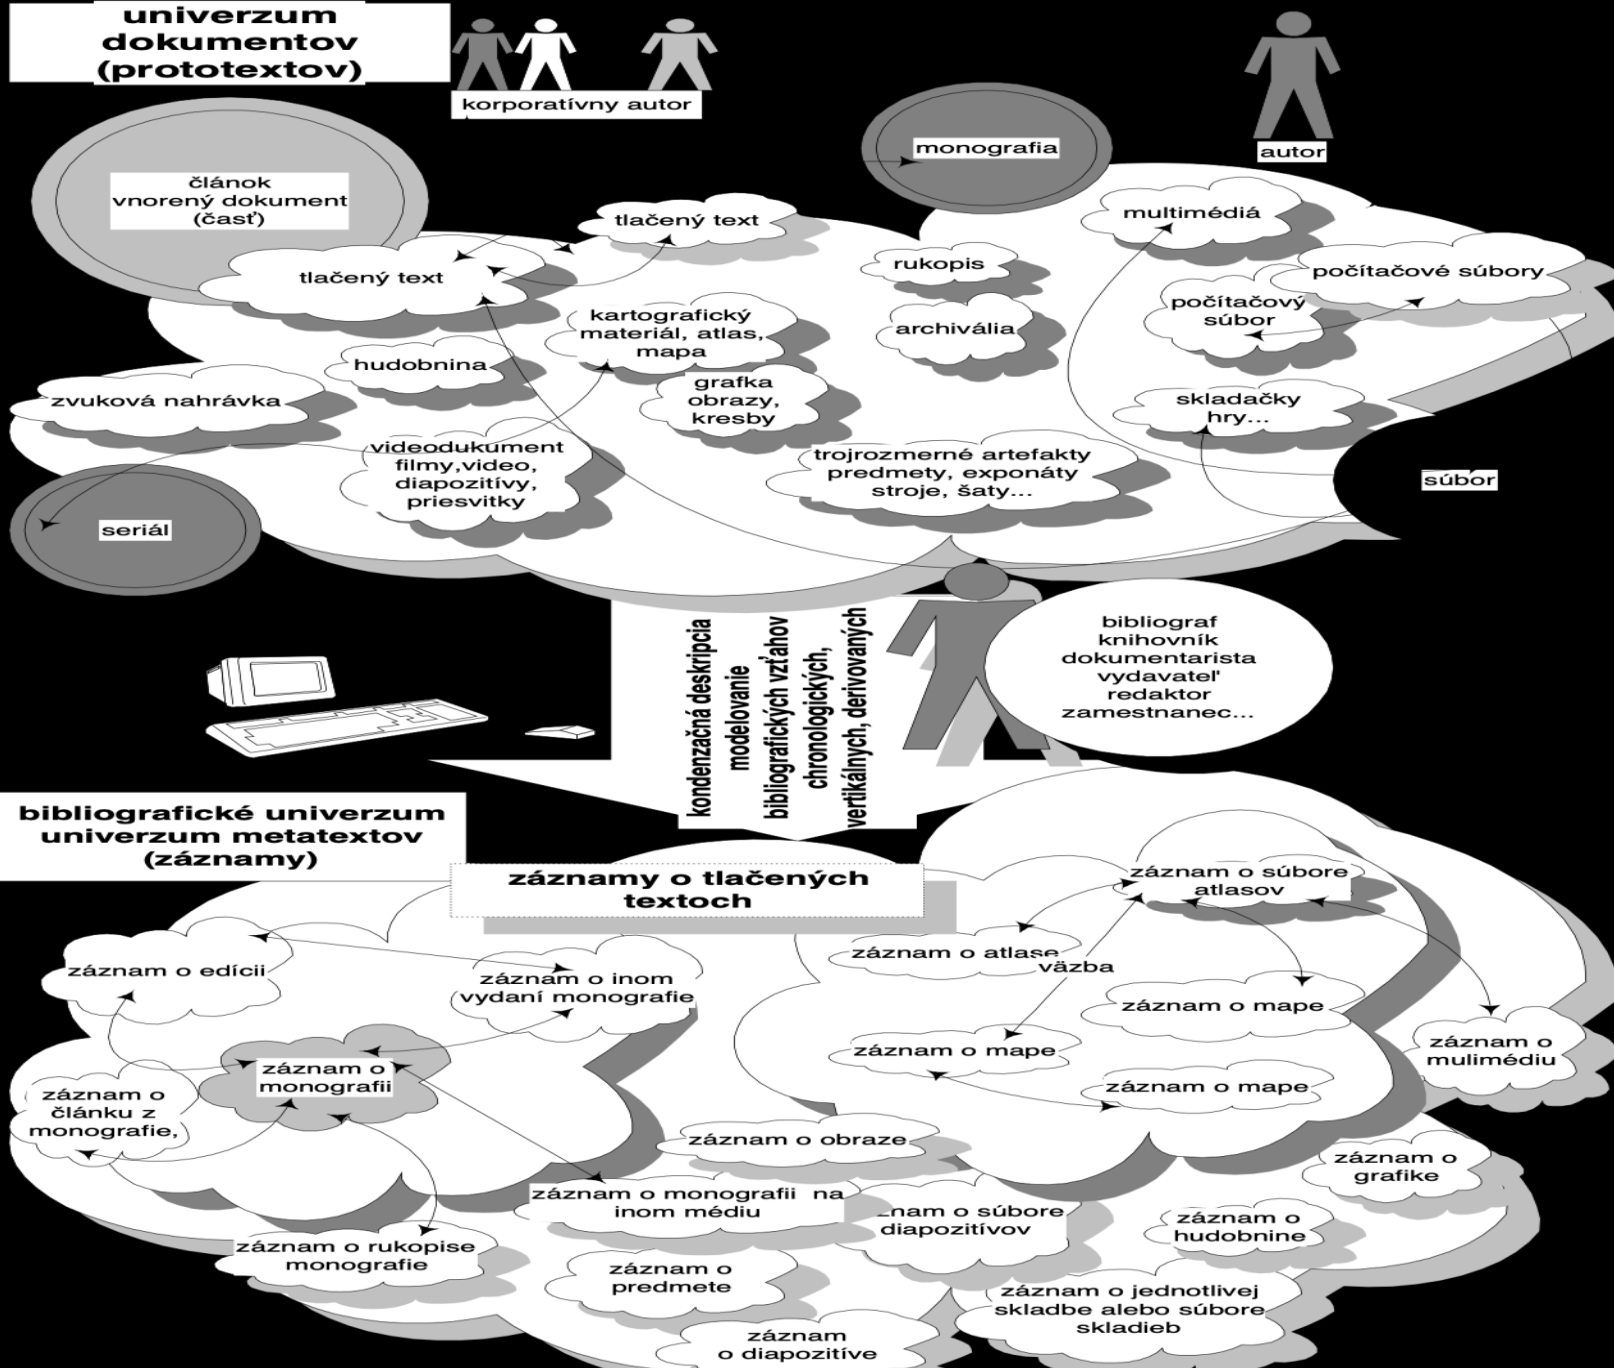 univerzum
dokumentov
(prototextov)
korporatívny autor
autor
monografia
článok
vnorený dokument
(časť)
tlačený text
multimédiá
tlačený text
rukopis
počítačové súbory
počítačový
súbor
kartografický
materiál, atlas,
mapa
archiválía
hudobnina
zvuková nahrávka
grafka
obrazy,
kresby
skladačky
hry...
videodukument
filmy,video,
diapozitívy,
priesvitky
trojrozmerné artefakty
predmety, exponáty
stroje, šaty...
súbor
seriál
kondenzačná deskripcia
modelovanie
bibliografických vzťahov
chronologických,
vertikálnych, derivovaných
bibliograf
knihovník
dokumentarista
vydavateľ
redaktor
zamestnanec...
bibliografické univerzum
univerzum metatextov
(záznamy)
záznamy o tlačených
textoch
záznam o súbore
atlasov
záznam o atlase
väzba
záznam o edícii
záznam o inom
vydaní monografie
záznam o mape
záznam o mape
záznam o mulimédiu
záznam o
monografii
záznam o mape
záznam o
článku z
monografie,
záznam o obraze
záznam o
grafike
záznam o monografii na
inom médiu
znam o súbore
diapozitívov
záznam o
hudobnine
záznam o rukopise
monografie
záznam o
predmete
záznam o jednotlivej
skladbe alebo súbore
skladieb
záznam
o diapozitíve